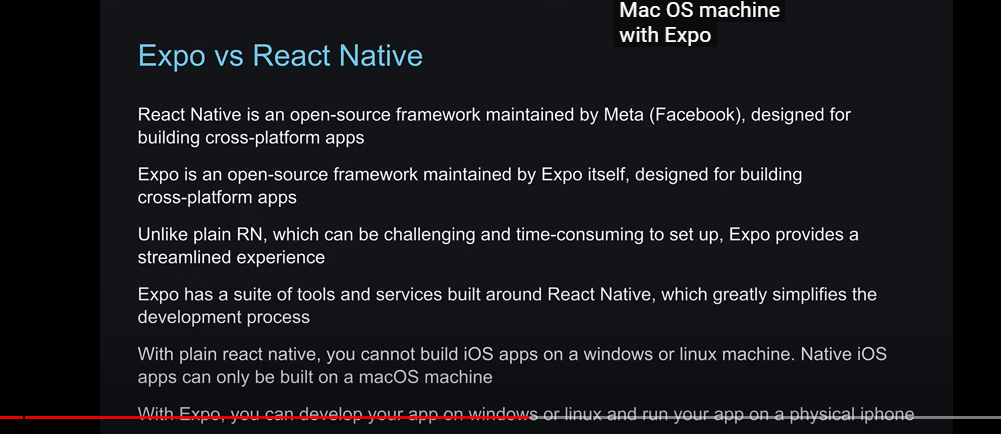 Mac OS machine
with Expo
Expo vs React Native
React Native is an open-source framework maintained by Meta (Facebook), designed for
building cross-platform apps
Expo is an open-source framework maintained by Expo itself, designed for building
cross-platform apps
Unlike plain RN, which can be challenging and time-consuming to set up, Expo provides a
streamlined experience
Expo has a suite of tools and services built around React Native, which greatly simplifies the
development process
With plain react native, you cannot build iOS apps on a windows or linux machine. Native iOS
apps can only be built on a macOS machine
With Expo, you can develop your app on windows or linux and run your app on a physical iphone